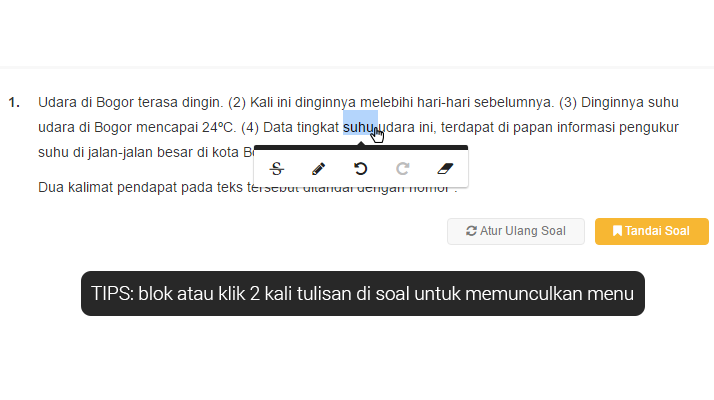 1. Udara di Bogor terasa dingin. (2) Kali ini dinginnya melebihi hari-hari sebelumnya. (3) Dinginnya suhu
udara di Bogor mencapai 24°C. (4) Data tingkat suhu udara ini, terdapat di papan informasi pengukur
suhu di jalan-jalan besar di kota
Dua kalimat pendapat pada teks tersebut ditandai dengan nomor .
Atur Ulang Soal
Tandai Soal
TIPS: blok atau klik 2 kali tulisan di soal untuk memunculkan menu